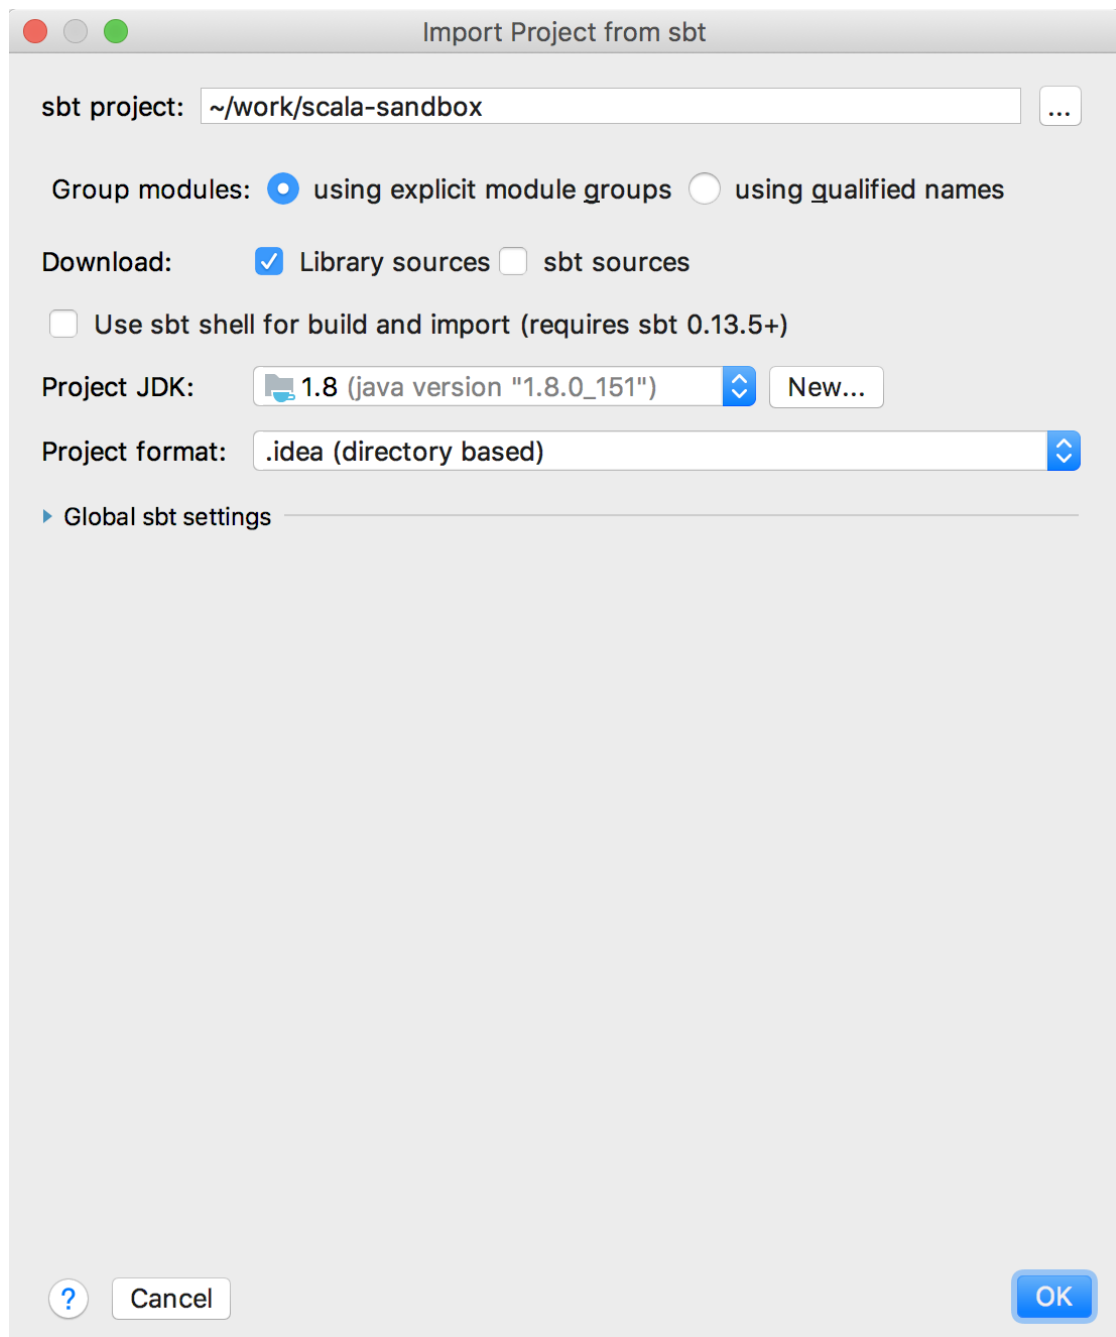 Import Project from sbt
sbt project: ~/work/scala-sandbox ...
Group modules: using explicit module groups using qualified names
Download: Library sources sbt sources
Use sbt shell for build and import (requires sbt 0.13.5+)
Project JDK: 1.8 (java version "1.8.0_151") New...
Project format: .idea (directory based)
Global sbt settings
? Cancel OK